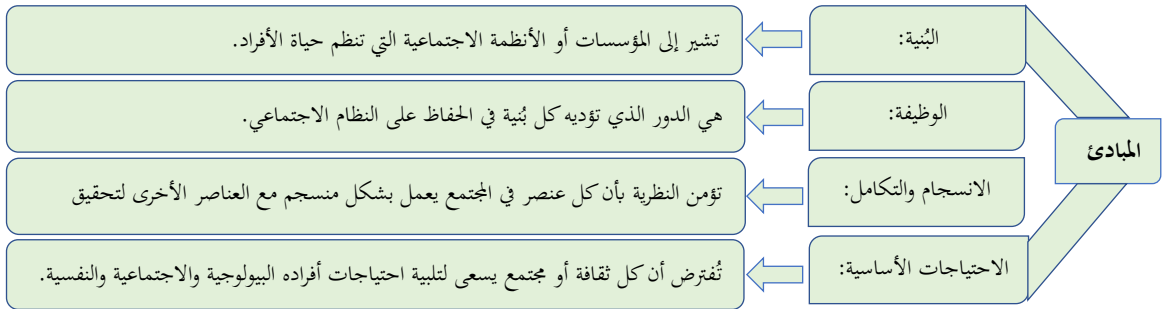 المبادئ
البُنية:
تشير إلى المؤسسات أو الأنظمة الاجتماعية التي تنظم حياة الأفراد.
الوظيفة:
هي الدور الذي تؤديه كل بُنية في الحفاظ على النظام الاجتماعي.
الانسجام والتكامل:
تؤمن النظرية بأن كل عنصر في المجتمع يعمل بشكل منسجم مع العناصر الأخرى لتحقيق
الاحتياجات الأساسية:
تُفترض أن كل ثقافة أو مجتمع يسعى لتلبية احتياجات أفراده البيولوجية والاجتماعية والنفسية.